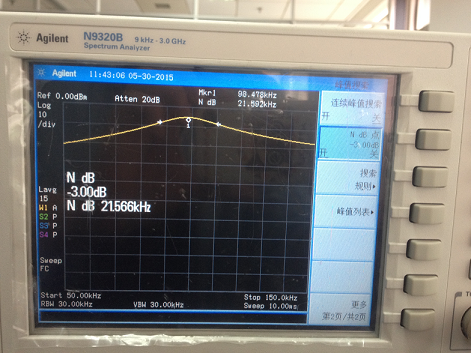 Agilent N9320B 9 kHz - 3.0 GHz
Spectrum Analyzer
Agilent 11:43:06 05-30-2015
Ref 0.00dBm Atten 20dB Mkr1 98.478kHz
N dB 21.592kHz
Log
10
/div
N dB
-3.00dB
N dB 21.566kHz
Lavg
15
W1 A
S2 P
S3 P
S4 P
Sweep
FC
Start 50.00kHz Stop 150.0kHz
RBW 30.00kHz VBW 30.00kHz Sweep 10.00ms
1
连续峰值搜索
开 关
N dB 点
-3.00dB
开 关
搜索
规则
峰值列表
更多
第2页/共2页